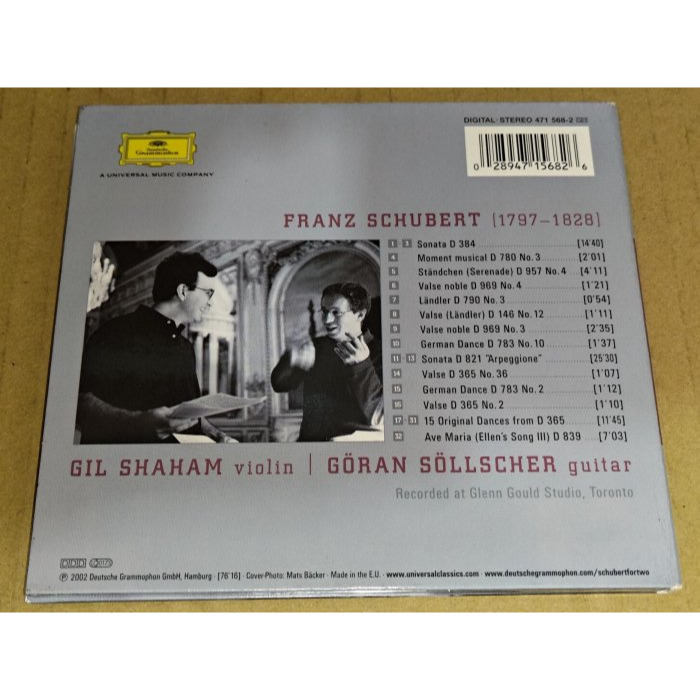 DIGITAL·STEREO 471 568-2
Deutsche
Grammophon
0 28947 15682 6
A UNIVERSAL MUSIC COMPANY
FRANZ SCHUBERT (1797–1828)
1 3 Sonata D 384 [14'40]
4 Moment musical D 780 No. 3 [2'01]
5 Ständchen (Serenade) D 957 No. 4 [4'11]
6 Valse noble D 969 No. 4 [1'21]
7 Ländler D 790 No. 3 [0'54]
8 Valse (Ländler) D 146 No. 12 [1'11]
9 Valse noble D 969 No. 3 [2'35]
10 German Dance D 783 No. 10 [1'37]
11 13 Sonata D 821 "Arpeggione" [25'30]
14 Valse D 365 No. 36 [1'07]
15 German Dance D 783 No. 2 [1'12]
16 Valse D 365 No. 2 [1'10]
17 31 15 Original Dances from D 365 [11'45]
32 Ave Maria (Ellen's Song III) D 839 [7'03]
GIL SHAHAM violin | GÖRAN SÖLLSCHER guitar
Recorded at Glenn Gould Studio, Toronto
DDD
℗ 2002 Deutsche Grammophon GmbH, Hamburg · [76'16] · Cover-Photo: Mats Bäcker · Made in the E.U. · www.universalclassics.com · www.deutschegrammophon.com/schubertfortwo